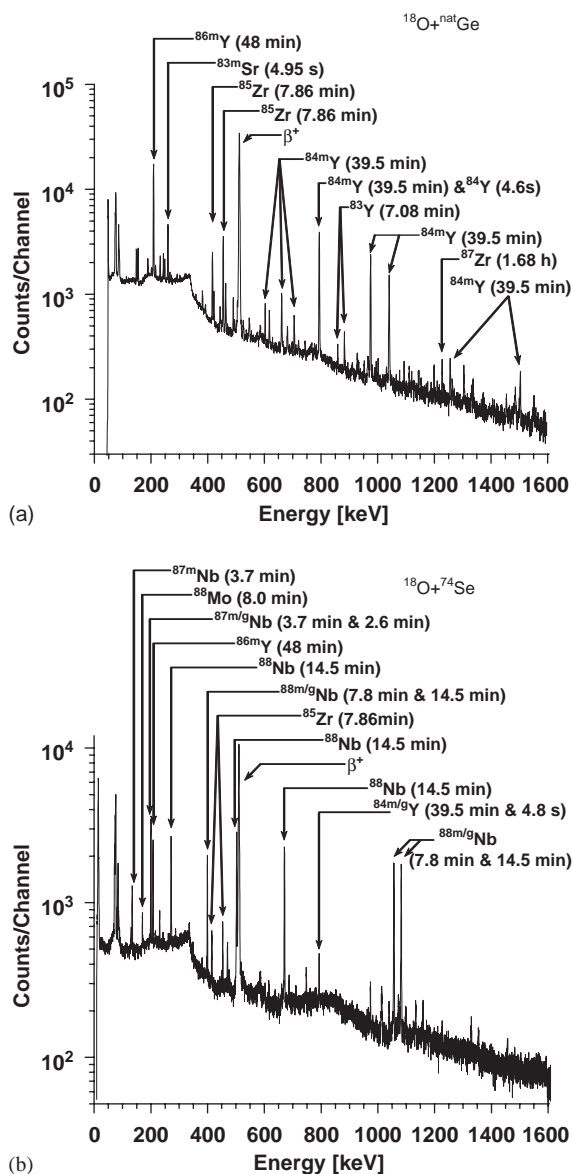 ¹⁸O+ⁿᵃᵗGe
⁸⁶ᵐY (48 min)
⁸³ᵐSr (4.95 s)
⁸⁵Zr (7.86 min)
⁸⁵Zr (7.86 min)
β⁺
⁸⁴ᵐY (39.5 min)
⁸⁴ᵐY (39.5 min) & ⁸⁴Y (4.6s)
⁸³Y (7.08 min)
⁸⁴ᵐY (39.5 min)
⁸⁷Zr (1.68 h)
⁸⁴ᵐY (39.5 min)
10⁵
10⁴
10³
10²
Counts/Channel
0 200 400 600 800 1000 1200 1400 1600
Energy [keV]
(a)
¹⁸O+⁷⁴Se
⁸⁷ᵐNb (3.7 min)
⁸⁸Mo (8.0 min)
⁸⁷ᵐ/ᵍNb (3.7 min & 2.6 min)
⁸⁶ᵐY (48 min)
⁸⁸Nb (14.5 min)
⁸⁸ᵐ/ᵍNb (7.8 min & 14.5 min)
⁸⁵Zr (7.86min)
⁸⁸Nb (14.5 min)
β⁺
⁸⁸Nb (14.5 min)
⁸⁴ᵐ/ᵍY (39.5 min & 4.8 s)
⁸⁸ᵐ/ᵍNb
(7.8 min & 14.5 min)
10⁴
10³
10²
Counts/Channel
0 200 400 600 800 1000 1200 1400 1600
Energy [keV]
(b)